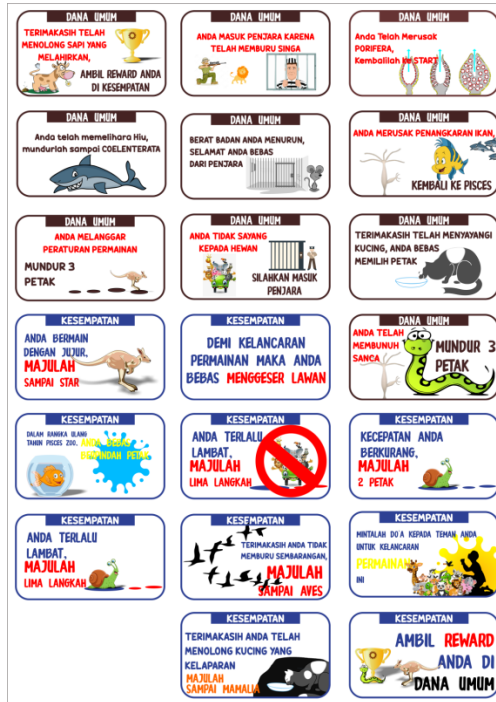 DANA UMUM
TERIMAKASIH TELAH
MENOLONG SAPI YANG
MELAHIRKAN,
AMBIL REWARD ANDA
DI KESEMPATAN
DANA UMUM
ANDA MASUK PENJARA KARENA
TELAH MEMBURU SINGA
DANA UMUM
Anda Telah Merusak
PORIFERA,
Kembalilah ke START
DANA UMUM
Anda telah memelihara Hiu,
mundurlah sampai COELENTERATA
DANA UMUM
BERAT BADAN ANDA MENURUN,
SELAMAT ANDA BEBAS
DARI PENJARA
DANA UMUM
ANDA MERUSAK PENANGKARAN IKAN,
KEMBALI KE PISCES
DANA UMUM
ANDA MELANGGAR
PERATURAN PERMAINAN
MUNDUR 3
PETAK
DANA UMUM
ANDA TIDAK SAYANG
KEPADA HEWAN
SILAHKAN MASUK
PENJARA
DANA UMUM
TERIMAKASIH TELAH MENYAYANGI
KUCING, ANDA BEBAS
MEMILIH PETAK
KESEMPATAN
ANDA BERMAIN
DENGAN JUJUR,
MAJULAH
SAMPAI STAR
KESEMPATAN
DEMI KELANCARAN
PERMAINAN MAKA ANDA
BEBAS MENGGESER LAWAN
DANA UMUM
ANDA TELAH
MEMBUNUH
SANCA
MUNDUR 3
PETAK
KESEMPATAN
DALAM RANGKA ULANG
TAHUN PISCES ZOO,
ANDA BEBAS
BERPINDAH PETAK
KESEMPATAN
ANDA TERLALU
LAMBAT,
MAJULAH
LIMA LANGKAH
KESEMPATAN
KECEPATAN ANDA
BERKURANG,
MAJULAH
2 PETAK
KESEMPATAN
ANDA TERLALU
LAMBAT,
MAJULAH
LIMA LANGKAH
KESEMPATAN
TERIMAKASIH ANDA TIDAK
MEMBURU SEMBARANGAN,
MAJULAH
SAMPAI AVES
KESEMPATAN
MINTALAH DO'A KEPADA TEMAN ANDA
UNTUK KELANCARAN
PERMAINAN
INI
KESEMPATAN
TERIMAKASIH ANDA TELAH
MENOLONG KUCING YANG
KELAPARAN
MAJULAH
SAMPAI MAMALIA
KESEMPATAN
AMBIL REWARD
ANDA DI
DANA UMUM